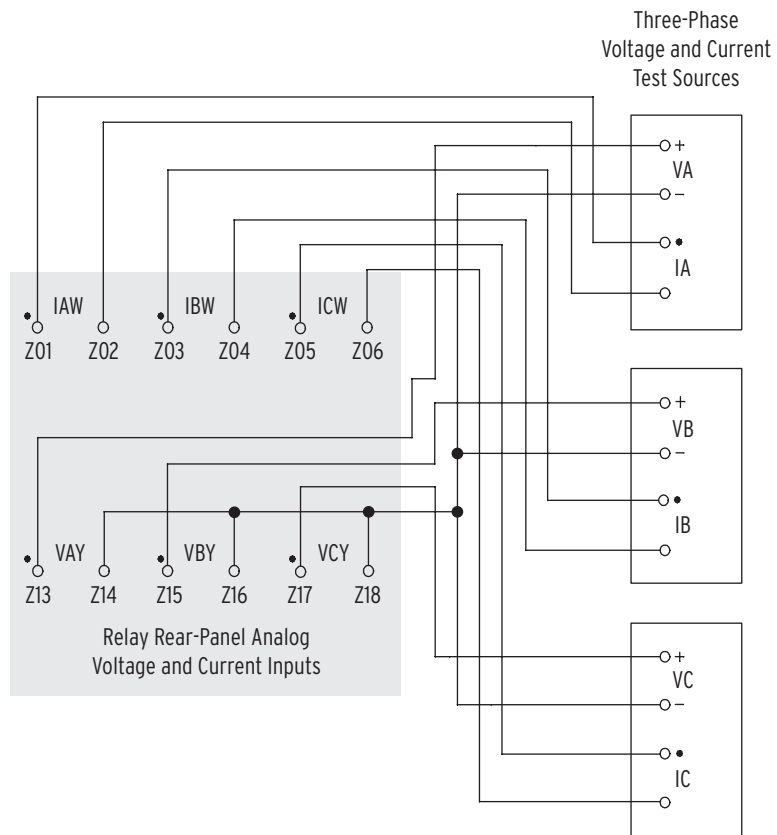 Three-Phase
Voltage and Current
Test Sources
+
VA
−
IA
IAW
IBW
ICW
Z01
Z02
Z03
Z04
Z05
Z06
+
VB
−
IB
VAY
VBY
VCY
Z13
Z14
Z15
Z16
Z17
Z18
Relay Rear-Panel Analog
Voltage and Current Inputs
+
VC
−
IC